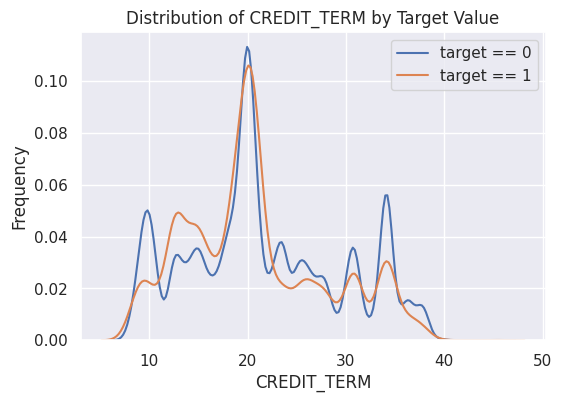 Distribution of CREDIT_TERM by Target Value
target == 0
target == 1
Frequency
0.10
0.08
0.06
0.04
0.02
0.00
10 20 30 40 50
CREDIT_TERM